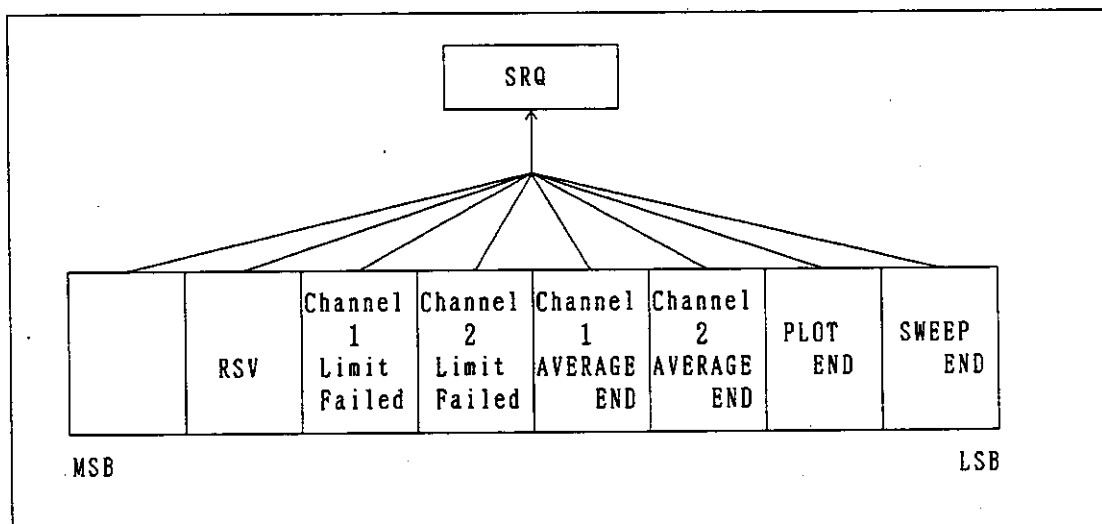 SRQ
RSV
Channel
1
Limit
Failed
Channel
2
Limit
Failed
Channel
1
AVERAGE
END
Channel
2
AVERAGE
END
PLOT
END
SWEEP
END
MSB
LSB